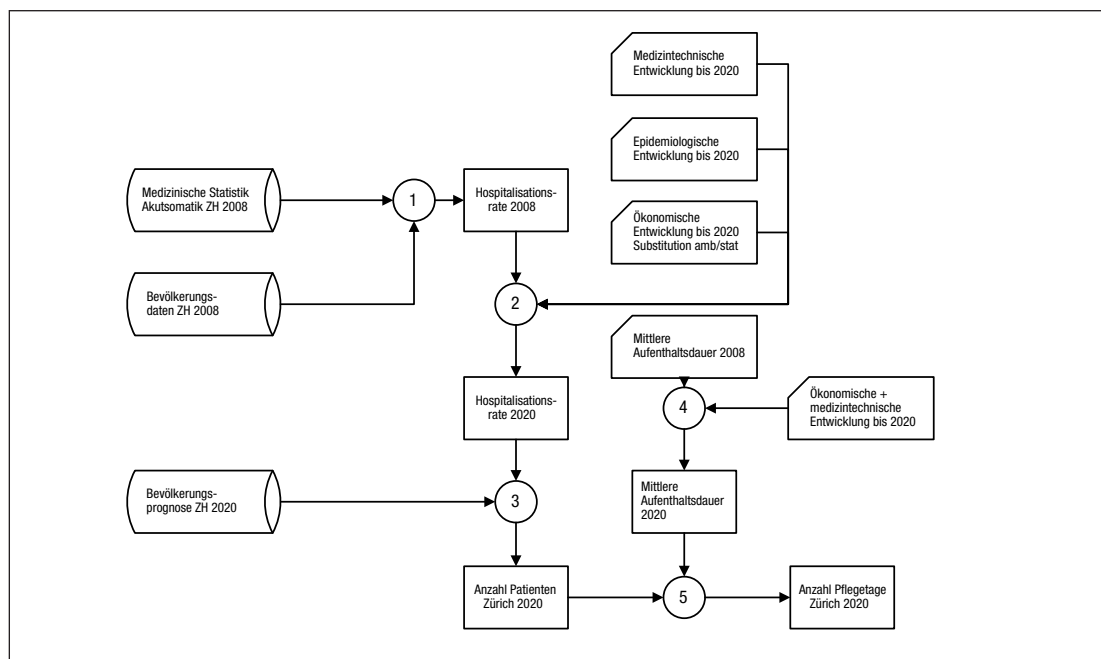 Medizintechnische
Entwicklung bis 2020
Epidemiologische
Entwicklung bis 2020
Medizinische Statistik
Akutsomatik ZH 2008
1
Hospitalisations-
rate 2008
Ökonomische
Entwicklung bis 2020
Substitution amb/stat
Bevölkerungs-
daten ZH 2008
2
Mittlere
Aufenthaltsdauer 2008
Hospitalisations-
rate 2020
4
Ökonomische +
medizintechnische
Entwicklung bis 2020
Bevölkerungs-
prognose ZH 2020
3
Mittlere
Aufenthaltsdauer
2020
Anzahl Patienten
Zürich 2020
5
Anzahl Pflegetage
Zürich 2020